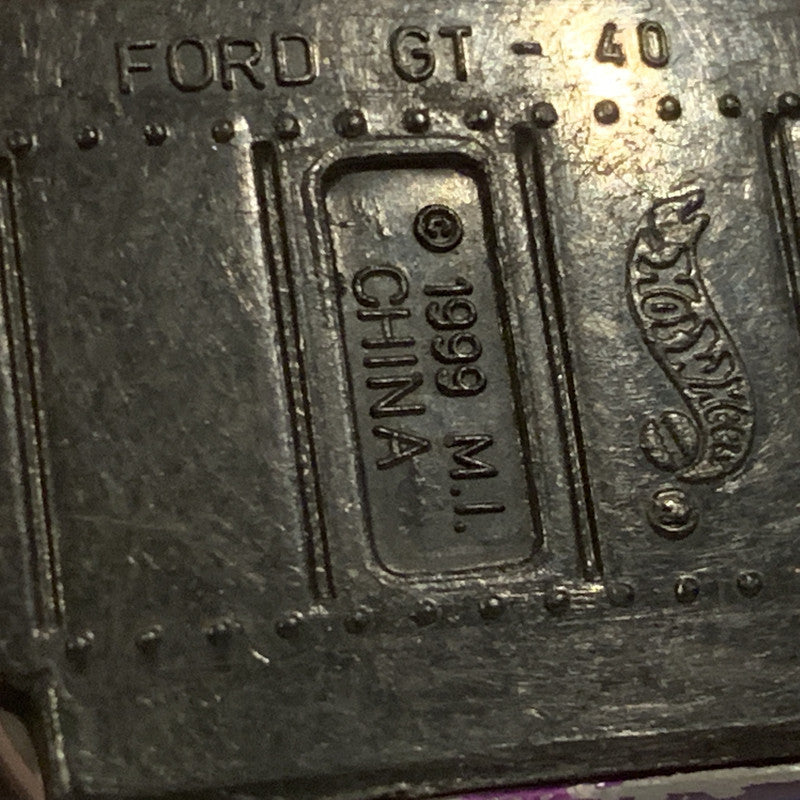 FORD GT-40
© 1999 M.I.
CHINA
Hot Wheels
®